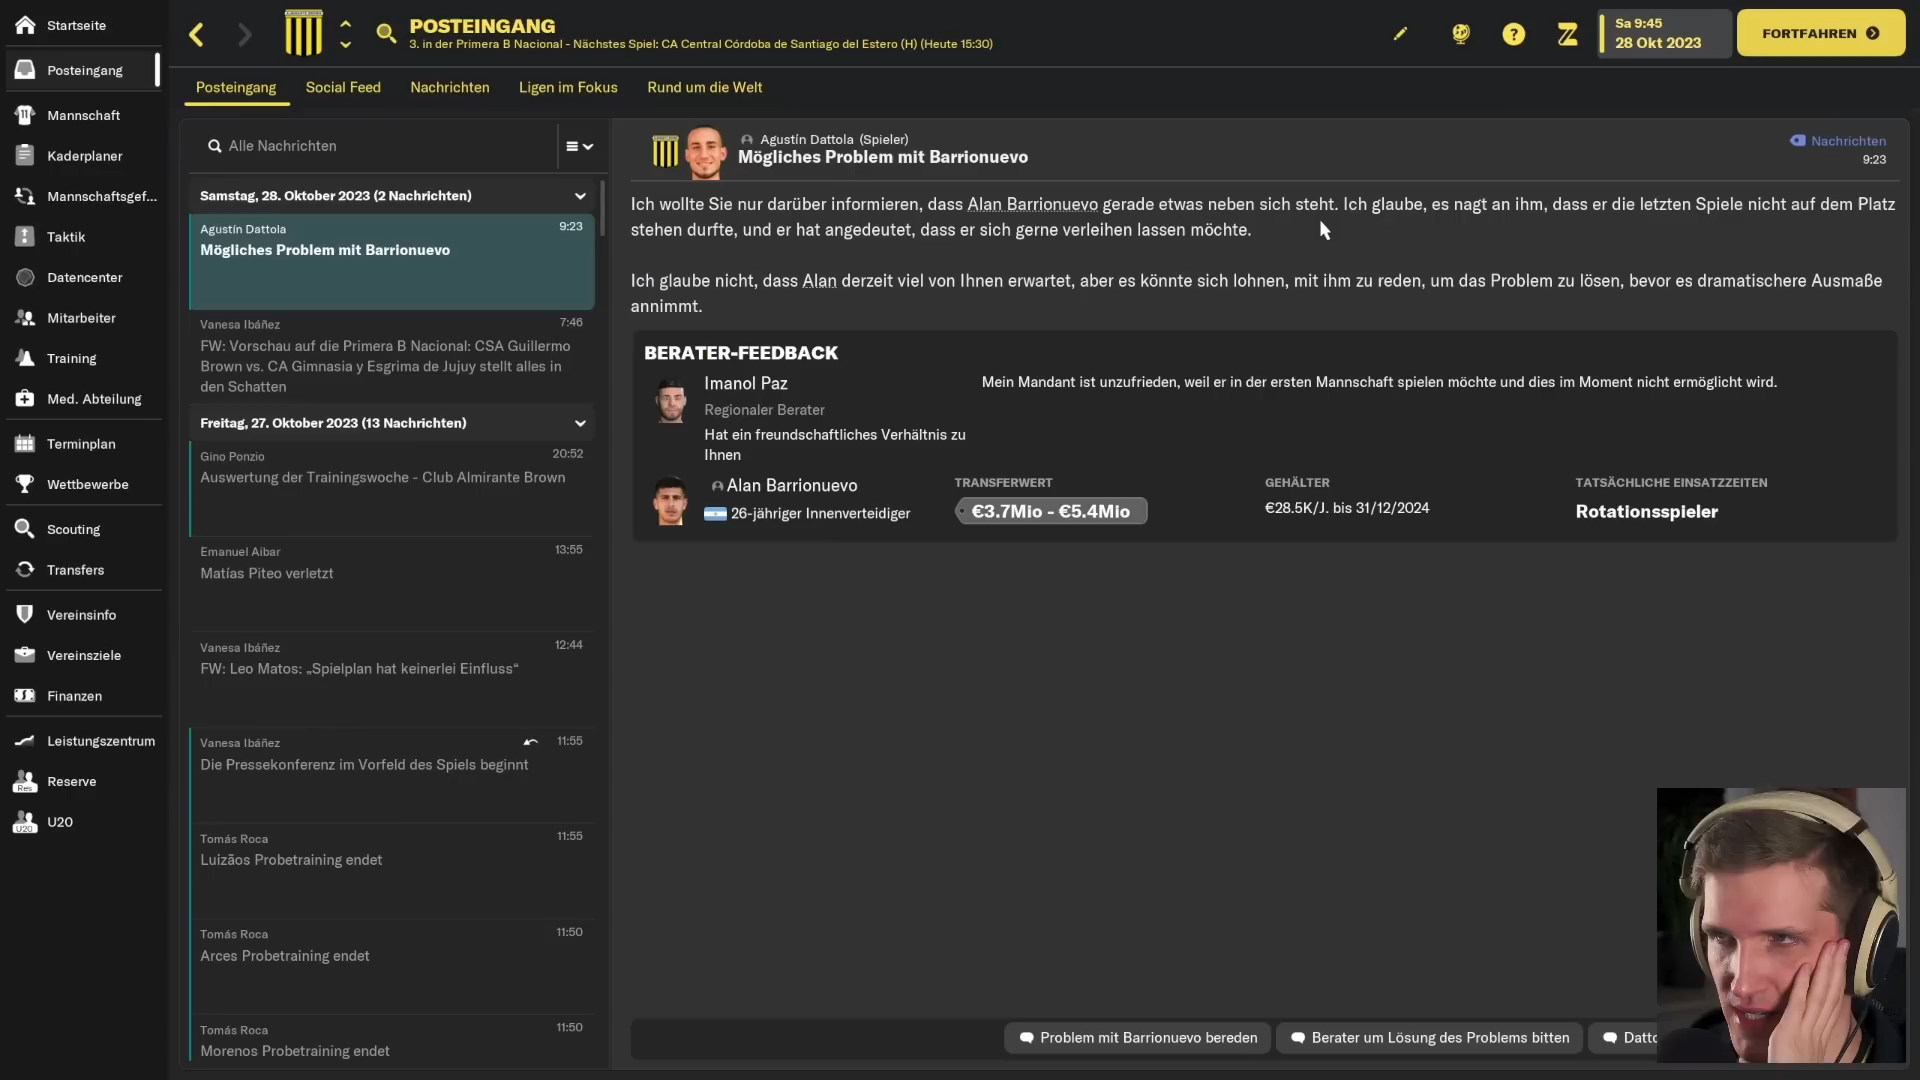 Startseite
Posteingang
Mannschaft
Kaderplaner
Mannschaftsgef...
Taktik
Datencenter
Mitarbeiter
Training
Med. Abteilung
Terminplan
Wettbewerbe
Scouting
Transfers
Vereinsinfo
Vereinsziele
Finanzen
Leistungszentrum
Res
Reserve
U20
U20
POSTEINGANG
3. in der Primera B Nacional - Nächstes Spiel: CA Central Córdoba de Santiago del Estero (H) (Heute 15:30)
Sa 9:45
28 Okt 2023
FORTFAHREN
Posteingang
Social Feed
Nachrichten
Ligen im Fokus
Rund um die Welt
Alle Nachrichten
Samstag, 28. Oktober 2023 (2 Nachrichten)
Agustín Dattola
9:23
Mögliches Problem mit Barrionuevo
Vanesa Ibáñez
7:46
FW: Vorschau auf die Primera B Nacional: CSA Guillermo
Brown vs. CA Gimnasia y Esgrima de Jujuy stellt alles in
den Schatten
Freitag, 27. Oktober 2023 (13 Nachrichten)
Gino Ponzio
20:52
Auswertung der Trainingswoche - Club Almirante Brown
Emanuel Aibar
13:55
Matías Piteo verletzt
Vanesa Ibáñez
12:44
FW: Leo Matos: „Spielplan hat keinerlei Einfluss“
Vanesa Ibáñez
11:55
Die Pressekonferenz im Vorfeld des Spiels beginnt
Tomás Roca
11:55
Luizãos Probetraining endet
Tomás Roca
11:50
Arces Probetraining endet
Tomás Roca
11:50
Morenos Probetraining endet
Agustín Dattola (Spieler)
Mögliches Problem mit Barrionuevo
Nachrichten
9:23
Ich wollte Sie nur darüber informieren, dass Alan Barrionuevo gerade etwas neben sich steht. Ich glaube, es nagt an ihm, dass er die letzten Spiele nicht auf dem Platz
stehen durfte, und er hat angedeutet, dass er sich gerne verleihen lassen möchte.
Ich glaube nicht, dass Alan derzeit viel von Ihnen erwartet, aber es könnte sich lohnen, mit ihm zu reden, um das Problem zu lösen, bevor es dramatischere Ausmaße
annimmt.
BERATER-FEEDBACK
Imanol Paz
Regionaler Berater
Hat ein freundschaftliches Verhältnis zu
Ihnen
Mein Mandant ist unzufrieden, weil er in der ersten Mannschaft spielen möchte und dies im Moment nicht ermöglicht wird.
Alan Barrionuevo
26-jähriger Innenverteidiger
TRANSFERWERT
€3.7Mio - €5.4Mio
GEHÄLTER
€28.5K/J. bis 31/12/2024
TATSÄCHLICHE EINSATZZEITEN
Rotationsspieler
Problem mit Barrionuevo bereden
Berater um Lösung des Problems bitten
Datto